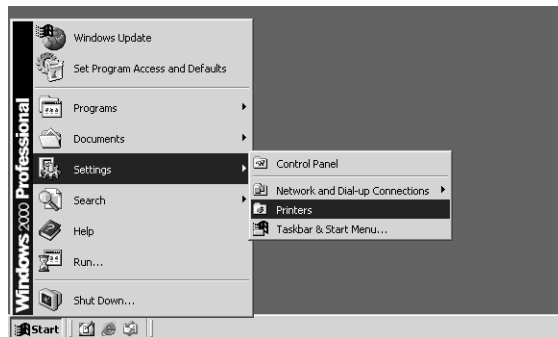 Windows Update
Set Program Access and Defaults
Programs
Documents
Settings
Search
Help
Run...
Shut Down...
Windows 2000 Professional
Control Panel
Network and Dial-up Connections
Printers
Taskbar & Start Menu...
Start